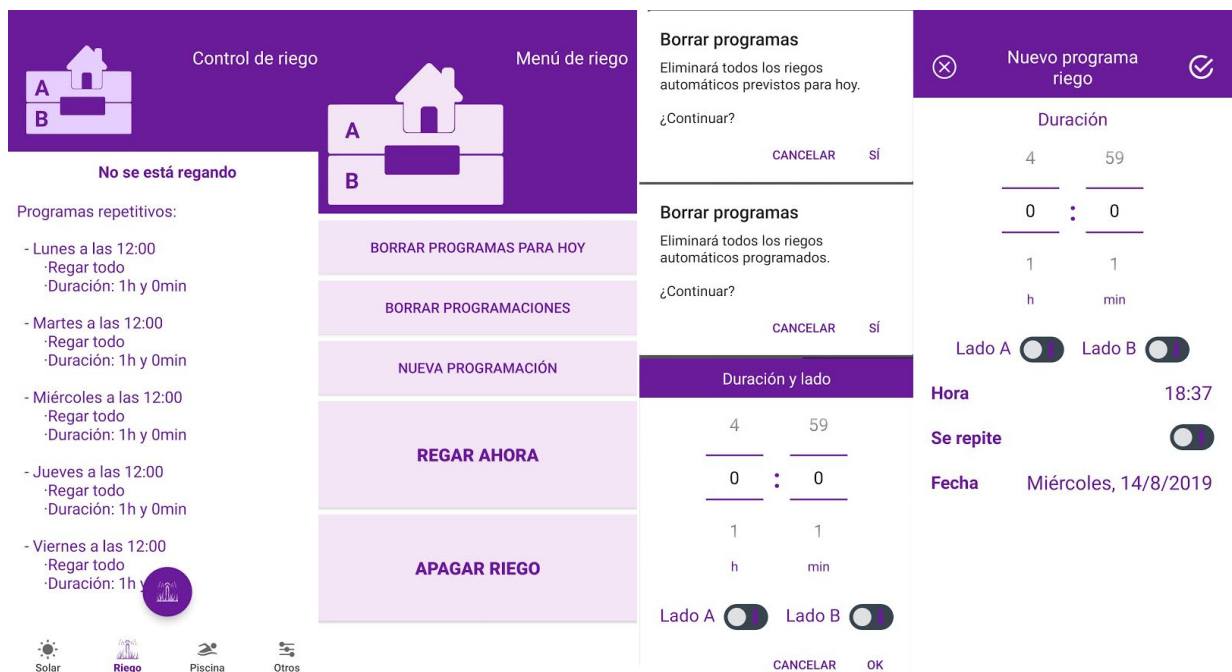 Control de riego
A
B
No se está regando
Programas repetitivos:
- Lunes a las 12:00
·Regar todo
·Duración: 1h y 0min
- Martes a las 12:00
·Regar todo
·Duración: 1h y 0min
- Miércoles a las 12:00
·Regar todo
·Duración: 1h y 0min
- Jueves a las 12:00
·Regar todo
·Duración: 1h y 0min
- Viernes a las 12:00
·Regar todo
·Duración: 1h y
Solar Riego Piscina Otros
Menú de riego
A
B
BORRAR PROGRAMAS PARA HOY
BORRAR PROGRAMACIONES
NUEVA PROGRAMACIÓN
REGAR AHORA
APAGAR RIEGO
Borrar programas
Eliminará todos los riegos
automáticos previstos para hoy.
¿Continuar?
CANCELAR SÍ
Borrar programas
Eliminará todos los riegos
automáticos programados.
¿Continuar?
CANCELAR SÍ
Duración y lado
4 59
0 : 0
1 1
h min
Lado A Lado B
CANCELAR OK
Nuevo programa
riego
Duración
4 59
0 : 0
1 1
h min
Lado A Lado B
Hora 18:37
Se repite
Fecha Miércoles, 14/8/2019